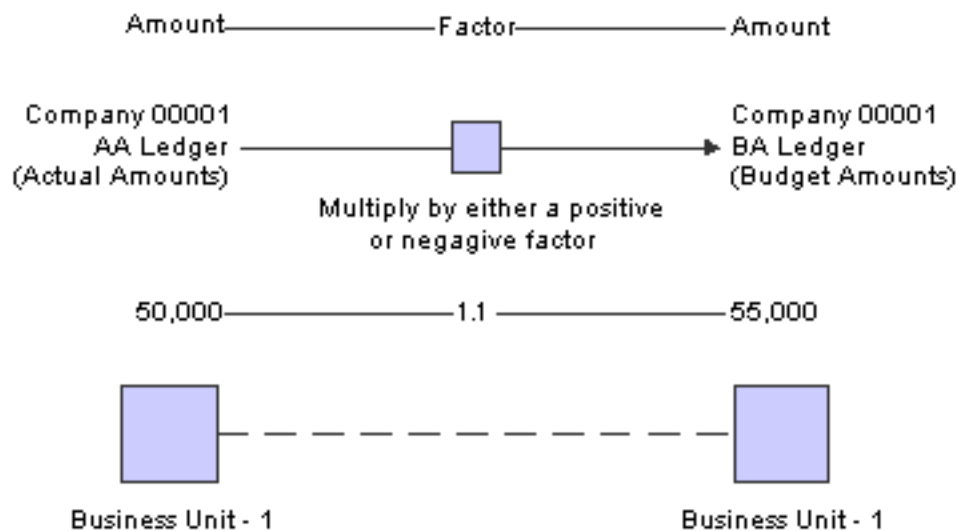 Amount Factor Amount
Company 00001
AA Ledger
(Actual Amounts)
Company 00001
BA Ledger
(Budget Amounts)
Multiply by either a positive
or negagive factor
50,000 1.1 55,000
Business Unit - 1 Business Unit - 1